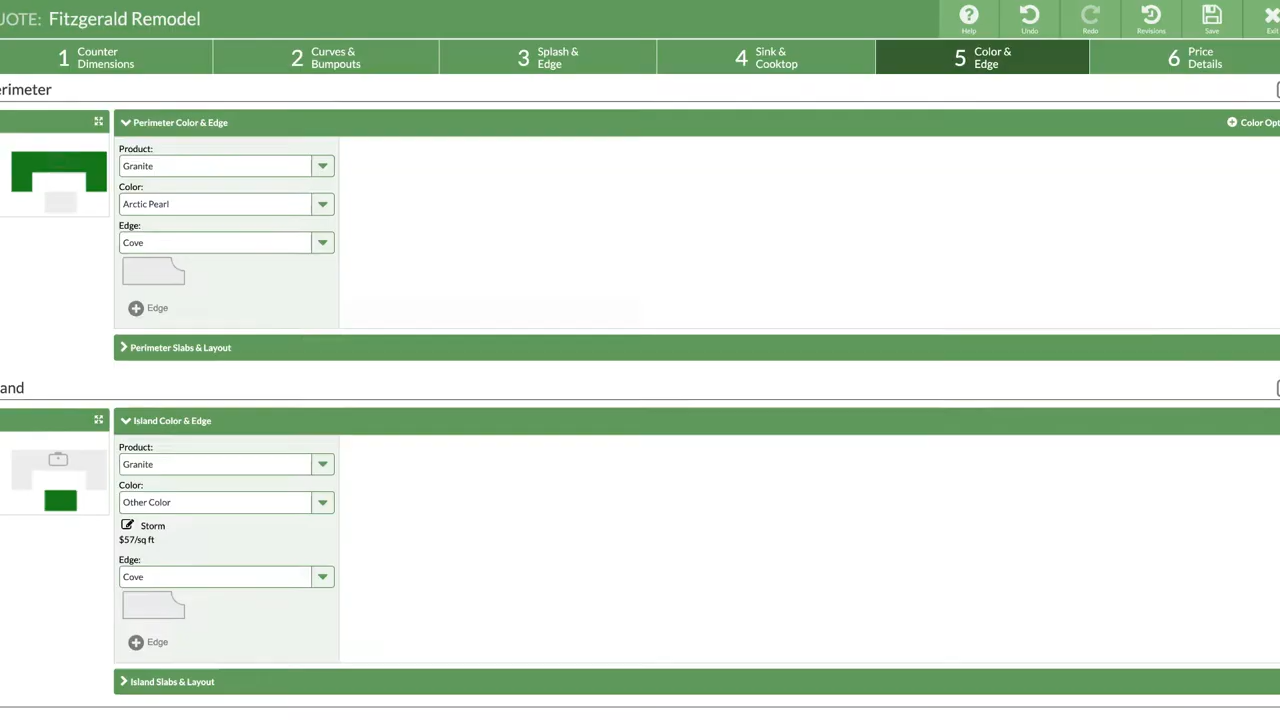 UOTE: Fitzgerald Remodel
Help
Undo
Redo
Revisions
Save
Exit
1 Counter Dimensions
2 Curves & Bumpouts
3 Splash & Edge
4 Sink & Cooktop
5 Color & Edge
6 Price Details
erimeter
Perimeter Color & Edge
Color Opt
Product:
Granite
Color:
Arctic Pearl
Edge:
Cove
Edge
Perimeter Slabs & Layout
and
Island Color & Edge
Product:
Granite
Color:
Other Color
Storm
$57/sq ft
Edge:
Cove
Edge
Island Slabs & Layout